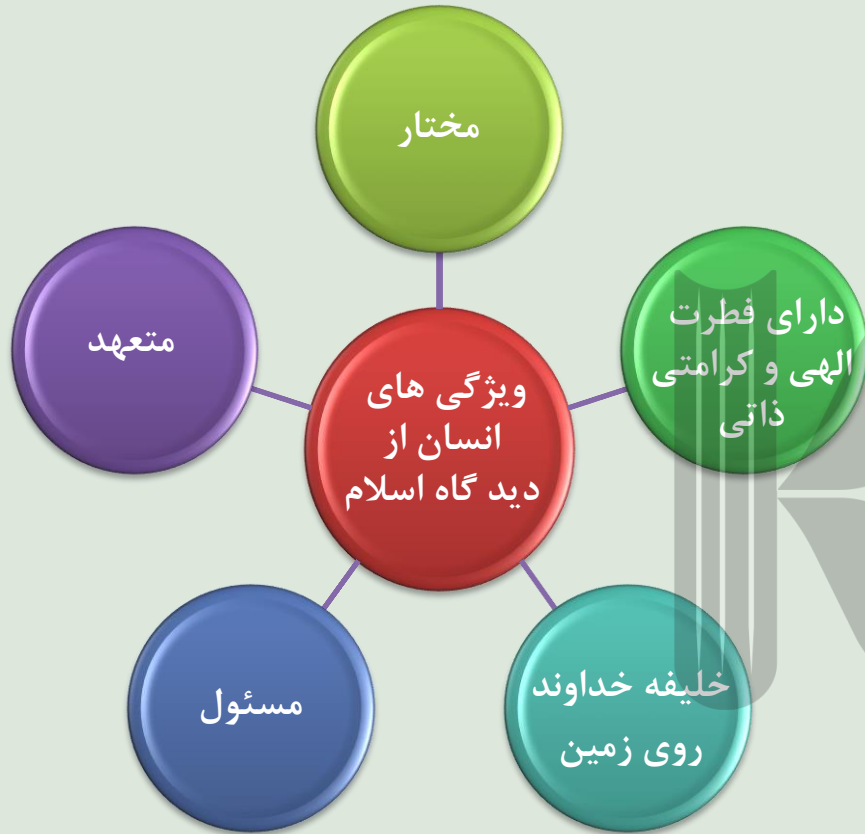 مختار
دارای فطرت
الهی و کرامتی
ذاتی
متعهد
ویژگی های
انسان از
دید گاه اسلام
خلیفه خداوند
روی زمین
مسئول